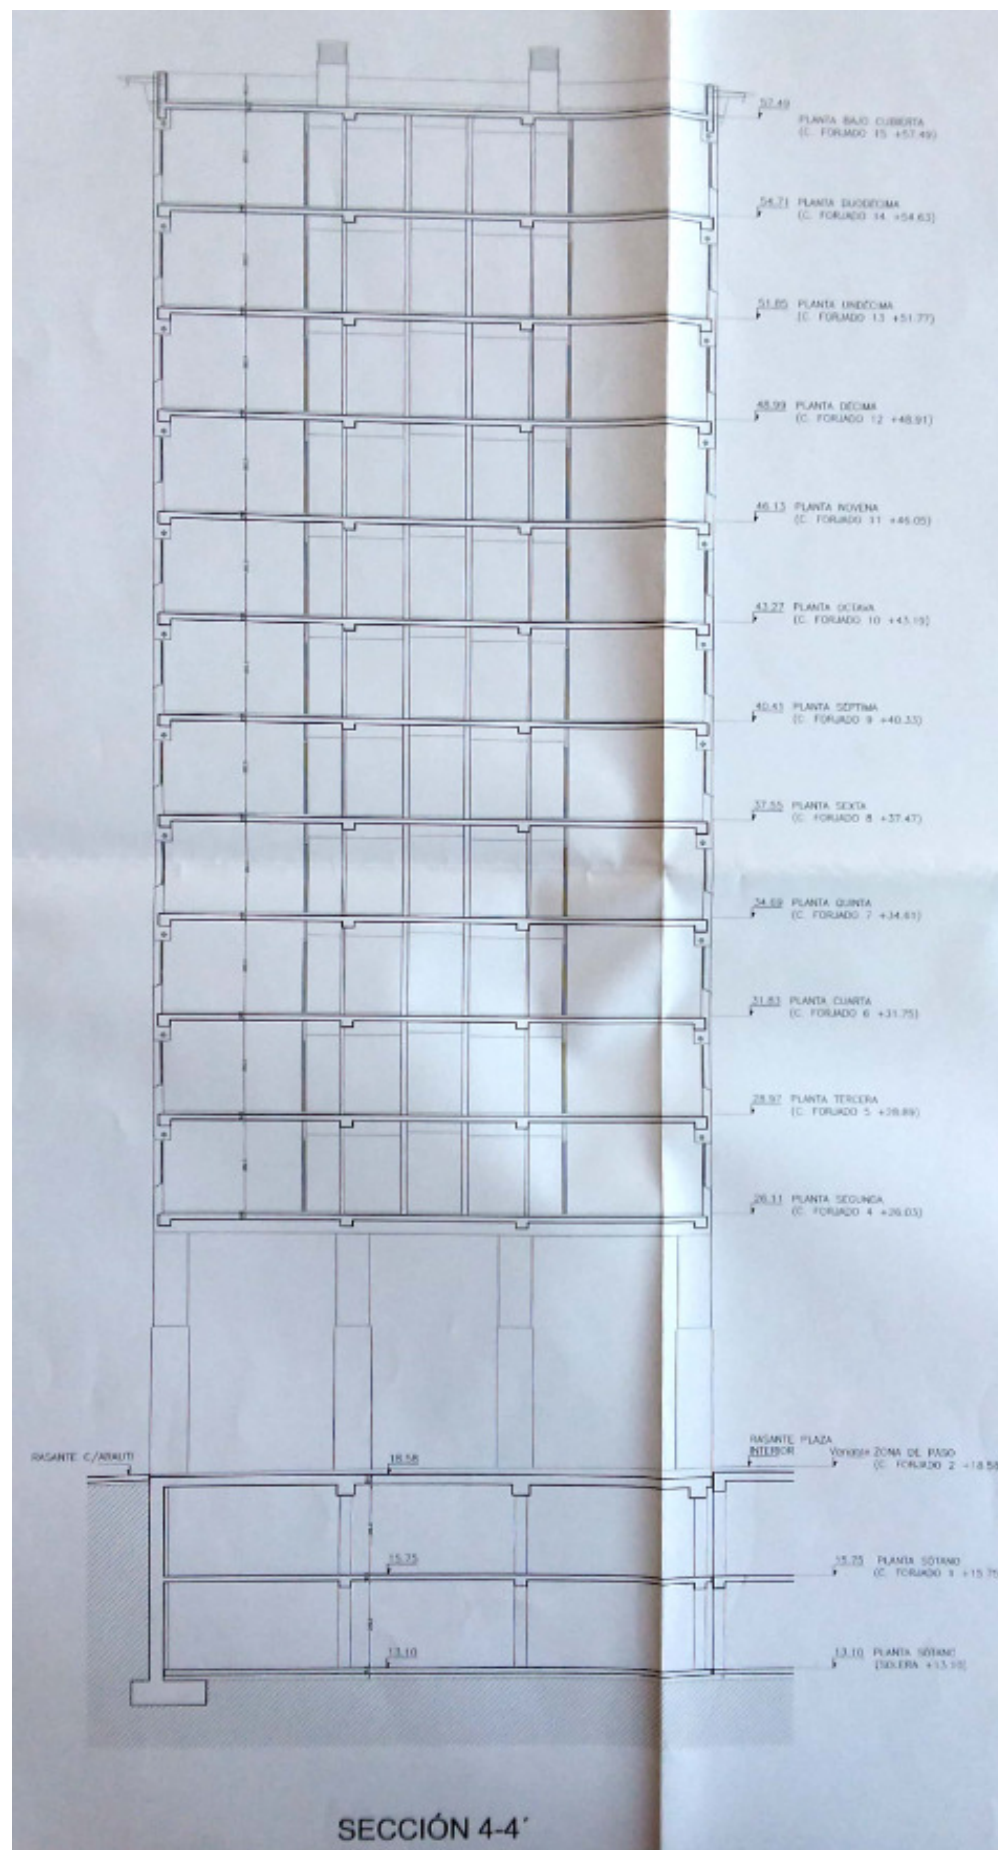 57.49
PLANTA BAJO CUBIERTA
(C. FORJADO 15 +57.49)
54.71 PLANTA DUODÉCIMA
(C. FORJADO 14 +54.63)
51.85 PLANTA UNDÉCIMA
(C. FORJADO 13 +51.77)
48.99 PLANTA DÉCIMA
(C. FORJADO 12 +48.91)
46.13 PLANTA NOVENA
(C. FORJADO 11 +46.05)
43.27 PLANTA OCTAVA
(C. FORJADO 10 +43.19)
40.41 PLANTA SÉPTIMA
(C. FORJADO 9 +40.33)
37.55 PLANTA SEXTA
(C. FORJADO 8 +37.47)
34.69 PLANTA QUINTA
(C. FORJADO 7 +34.61)
31.83 PLANTA CUARTA
(C. FORJADO 6 +31.75)
28.97 PLANTA TERCERA
(C. FORJADO 5 +28.89)
26.11 PLANTA SEGUNDA
(C. FORJADO 4 +26.03)
RASANTE C/ARALITI
18.58
RASANTE PLAZA
INTERIOR
Variable ZONA DE PASO
(C. FORJADO 2 +18.58
15.75
15.75 PLANTA SÓTANO
(C. FORJADO 1 +15.75
13.10
13.10 PLANTA SÓTANO
(SOLERA +13.10)
SECCIÓN 4-4´